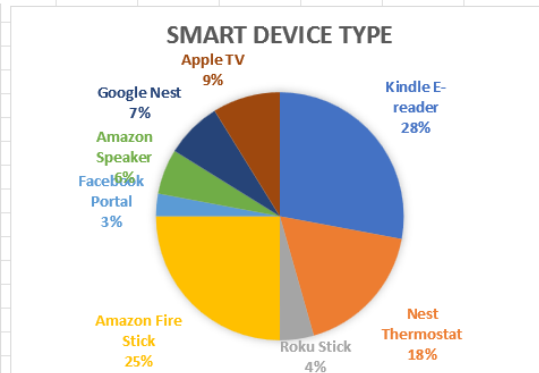 SMART DEVICE TYPE
Apple TV
9%
Kindle E-
reader
28%
Google Nest
7%
Amazon
Speaker
6%
Facebook
Portal
3%
Amazon Fire
Stick
25%
Roku Stick
4%
Nest
Thermostat
18%